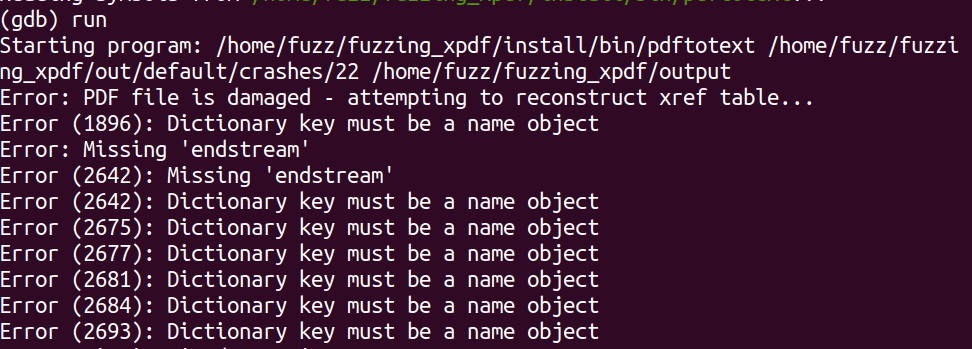 (gdb) run
Starting program: /home/fuzz/fuzzing_xpdf/install/bin/pdftotext /home/fuzz/fuzzi
ng_xpdf/out/default/crashes/22 /home/fuzz/fuzzing_xpdf/output
Error: PDF file is damaged - attempting to reconstruct xref table...
Error (1896): Dictionary key must be a name object
Error: Missing 'endstream'
Error (2642): Missing 'endstream'
Error (2642): Dictionary key must be a name object
Error (2675): Dictionary key must be a name object
Error (2677): Dictionary key must be a name object
Error (2681): Dictionary key must be a name object
Error (2684): Dictionary key must be a name object
Error (2693): Dictionary key must be a name object